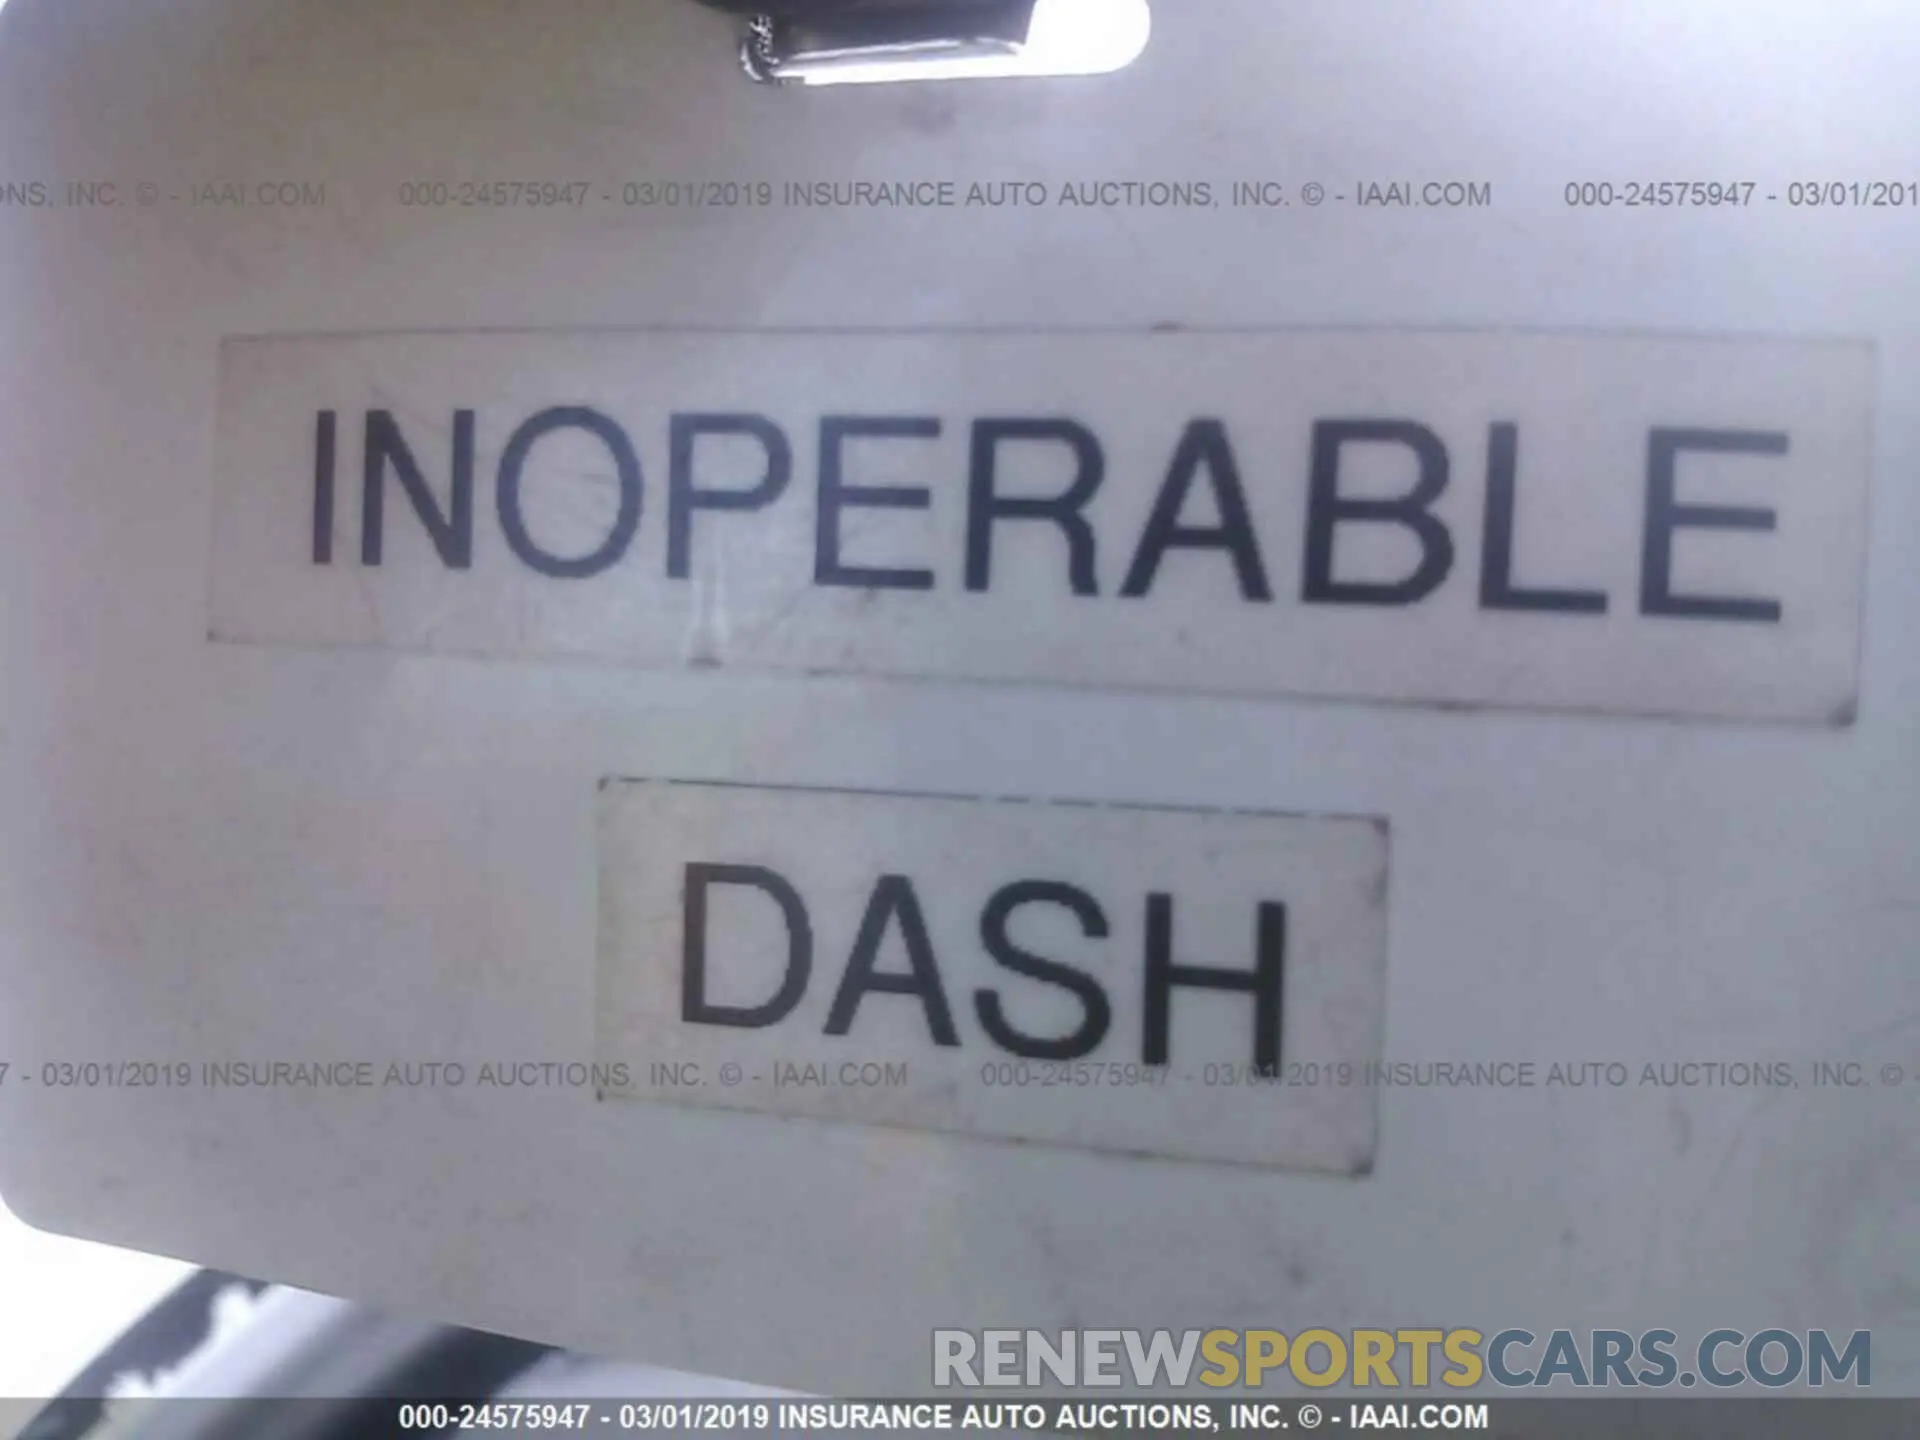 ONS, INC. © - IAAI.COM 000-24575947 - 03/01/2019 INSURANCE AUTO AUCTIONS, INC. © - IAAI.COM 000-24575947 - 03/01/201
INOPERABLE
DASH
7 - 03/01/2019 INSURANCE AUTO AUCTIONS, INC. © - IAAI.COM 000-24575947 - 03/01/2019 INSURANCE AUTO AUCTIONS, INC. © -
RENEWSPORTSCARS.COM
000-24575947 - 03/01/2019 INSURANCE AUTO AUCTIONS, INC. © - IAAI.COM